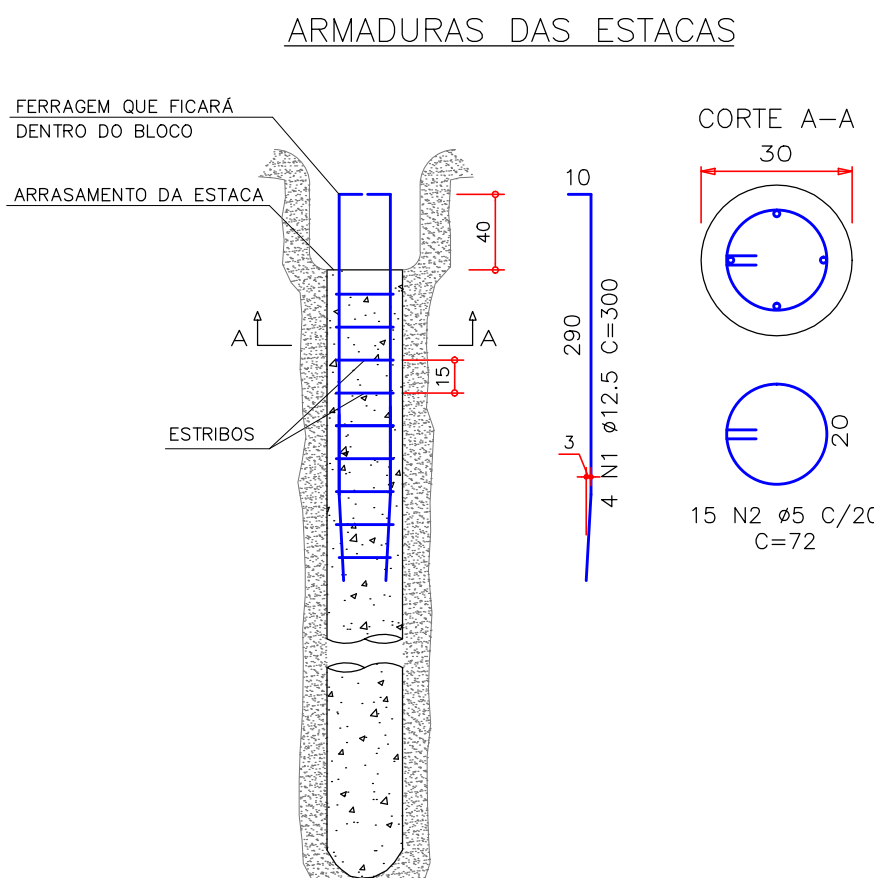 ARMADURAS DAS ESTACAS
FERRAGEM QUE FICARÁ
DENTRO DO BLOCO
ARRASAMENTO DA ESTACA
40
A
A
15
ESTRIBOS
10
290
4 N1 ø12.5 C=300
3
CORTE A-A
30
20
15 N2 ø5 C/20
C=72